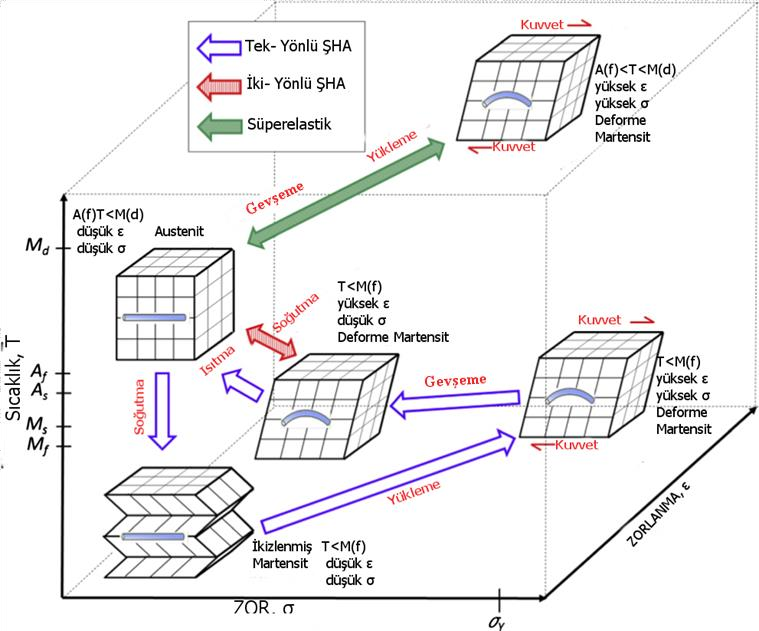 Tek- Yönlü ŞHA
İki- Yönlü ŞHA
Süperelastik
Kuvvet
A(f)<T<M(d)
yüksek ε
yüksek σ
Deforme
Martensit
Kuvvet
Yükleme
Gevşeme
A(f)T<M(d)
düşük ε
düşük σ
Austenit
M_d
T<M(f)
yüksek ε
düşük σ
Deforme Martensit
Soğutma
Isıtma
Kuvvet
T<M(f)
yüksek ε
yüksek σ
Deforme
Martensit
Kuvvet
Gevşeme
Sıcaklık, T
A_f
A_s
M_s
M_f
Soğutma
Yükleme
İkizlenmiş
Martensit
T<M(f)
düşük ε
düşük σ
ZORLANMA, ε
ZOR, σ
σ_Y